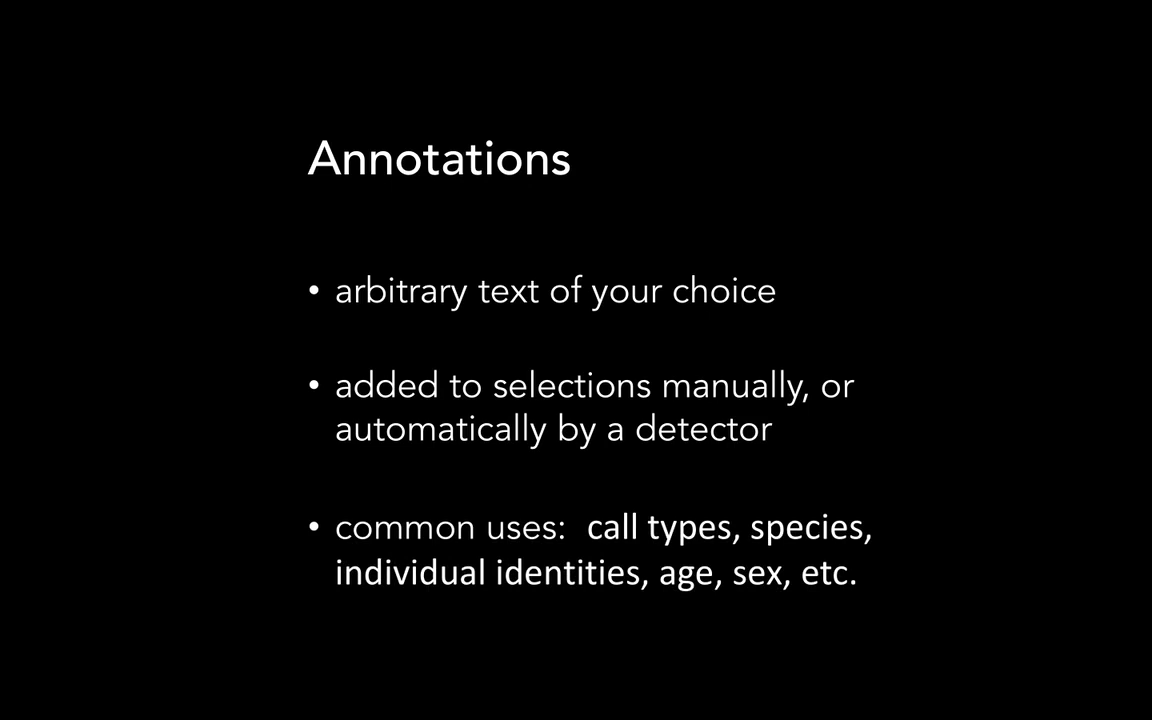 Annotations
• arbitrary text of your choice
• added to selections manually, or
automatically by a detector
• common uses:  call types, species,
individual identities, age, sex, etc.